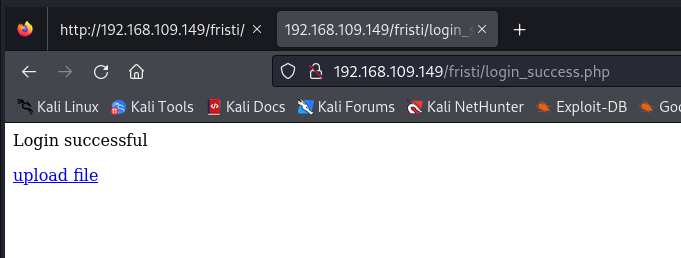 http://192.168.109.149/fristi/
192.168.109.149/fristi/login_s
192.168.109.149/fristi/login_success.php
Kali Linux Kali Tools Kali Docs Kali Forums Kali NetHunter Exploit-DB Goo
Login successful
upload file